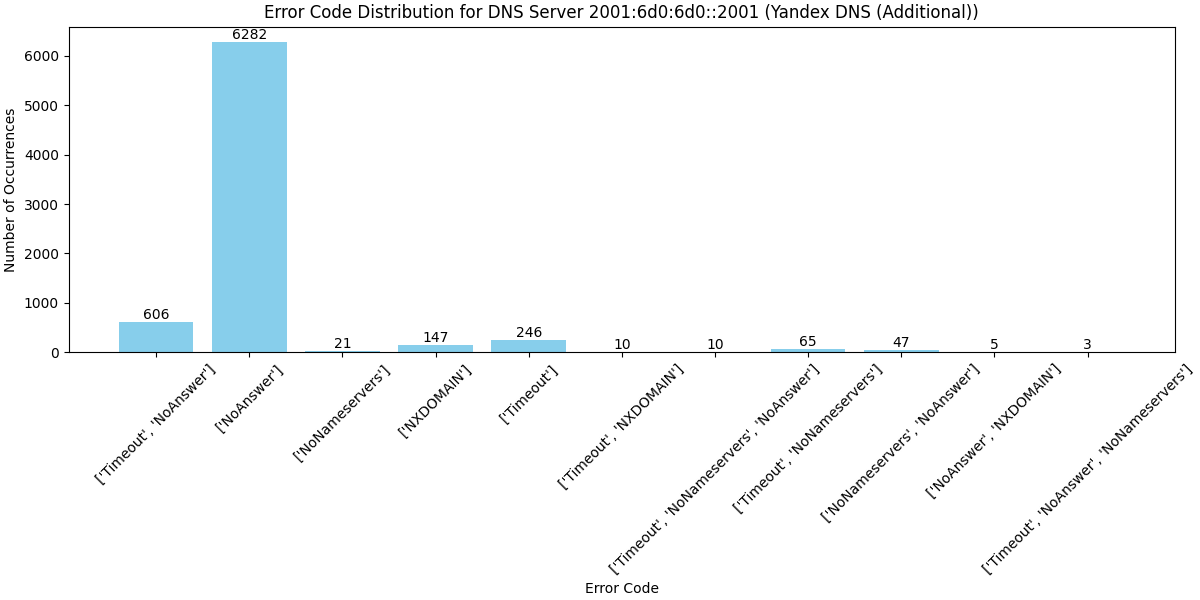 Error Code Distribution for DNS Server 2001:6d0:6d0::2001 (Yandex DNS (Additional))
Number of Occurrences
6000
5000
4000
3000
2000
1000
0
606
6282
21
147
246
10
10
65
47
5
3
['Timeout', 'NoAnswer']
['NoAnswer']
['NoNameservers']
['NXDOMAIN']
['Timeout']
['Timeout', 'NXDOMAIN']
['Timeout', 'NoNameservers', 'NoAnswer']
['Timeout', 'NoNameservers']
['NoNameservers', 'NoAnswer']
['NoAnswer', 'NXDOMAIN']
['Timeout', 'NoAnswer', 'NoNameservers']
Error Code